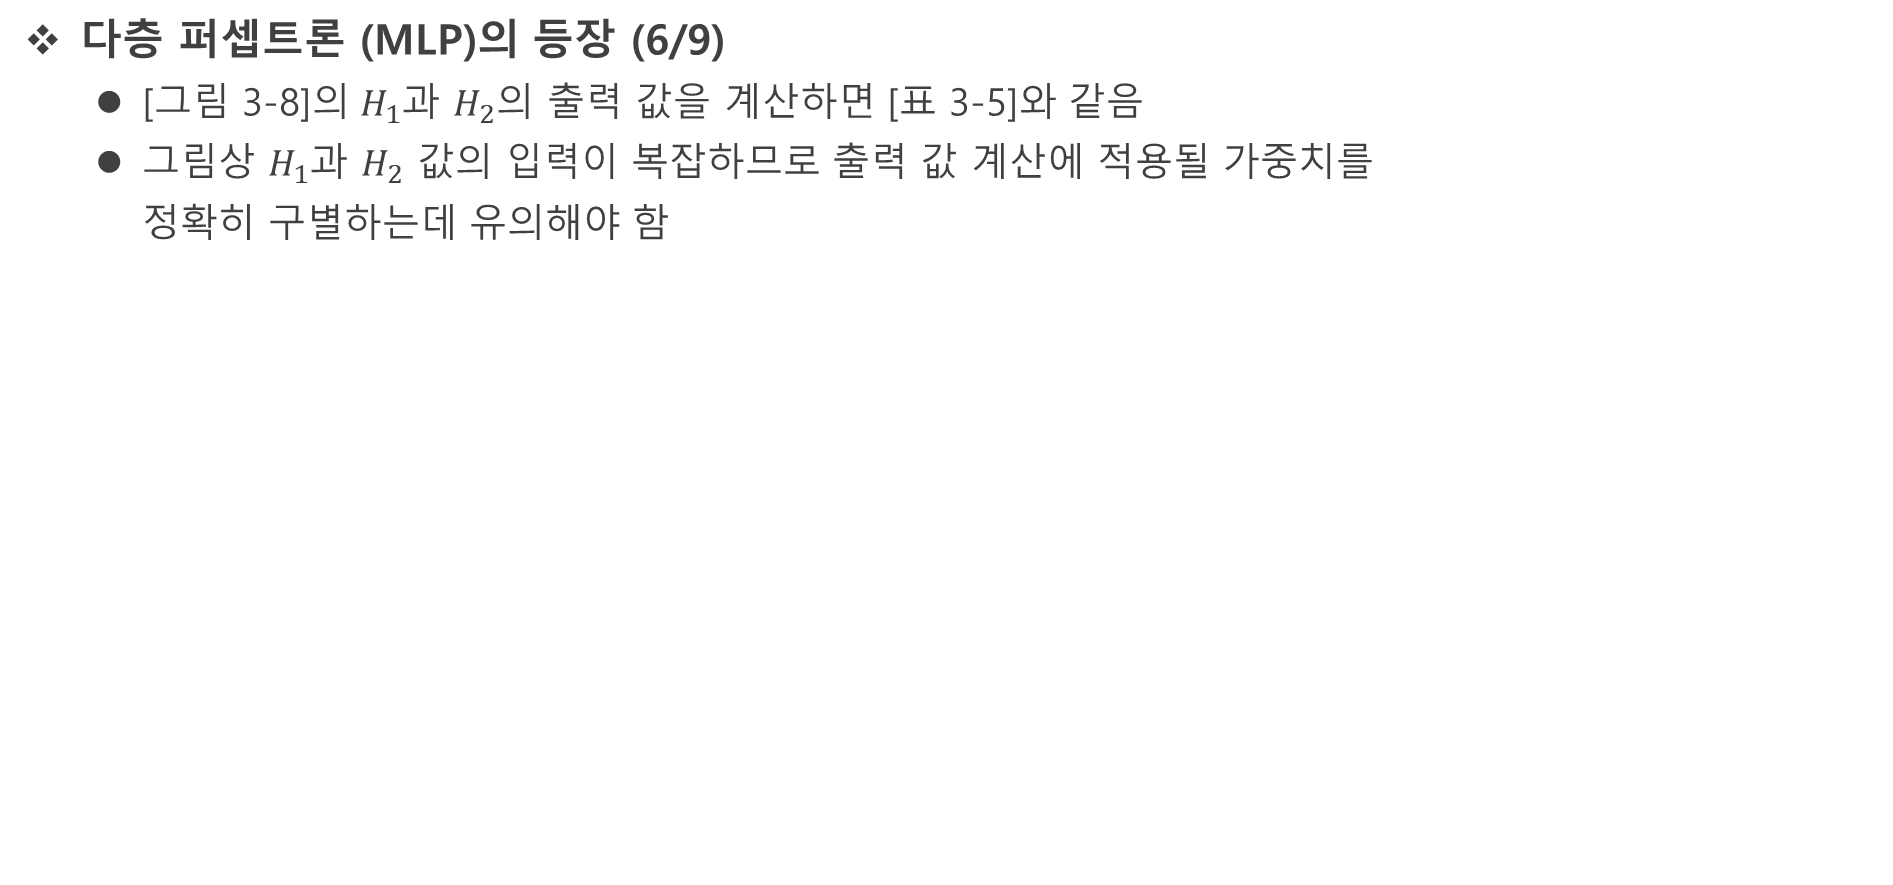 ❖ 다층 퍼셉트론 (MLP)의 등장 (6/9)
● [그림 3-8]의 H₁과 H₂의 출력 값을 계산하면 [표 3-5]와 같음
● 그림상 H₁과 H₂ 값의 입력이 복잡하므로 출력 값 계산에 적용될 가중치를
정확히 구별하는데 유의해야 함